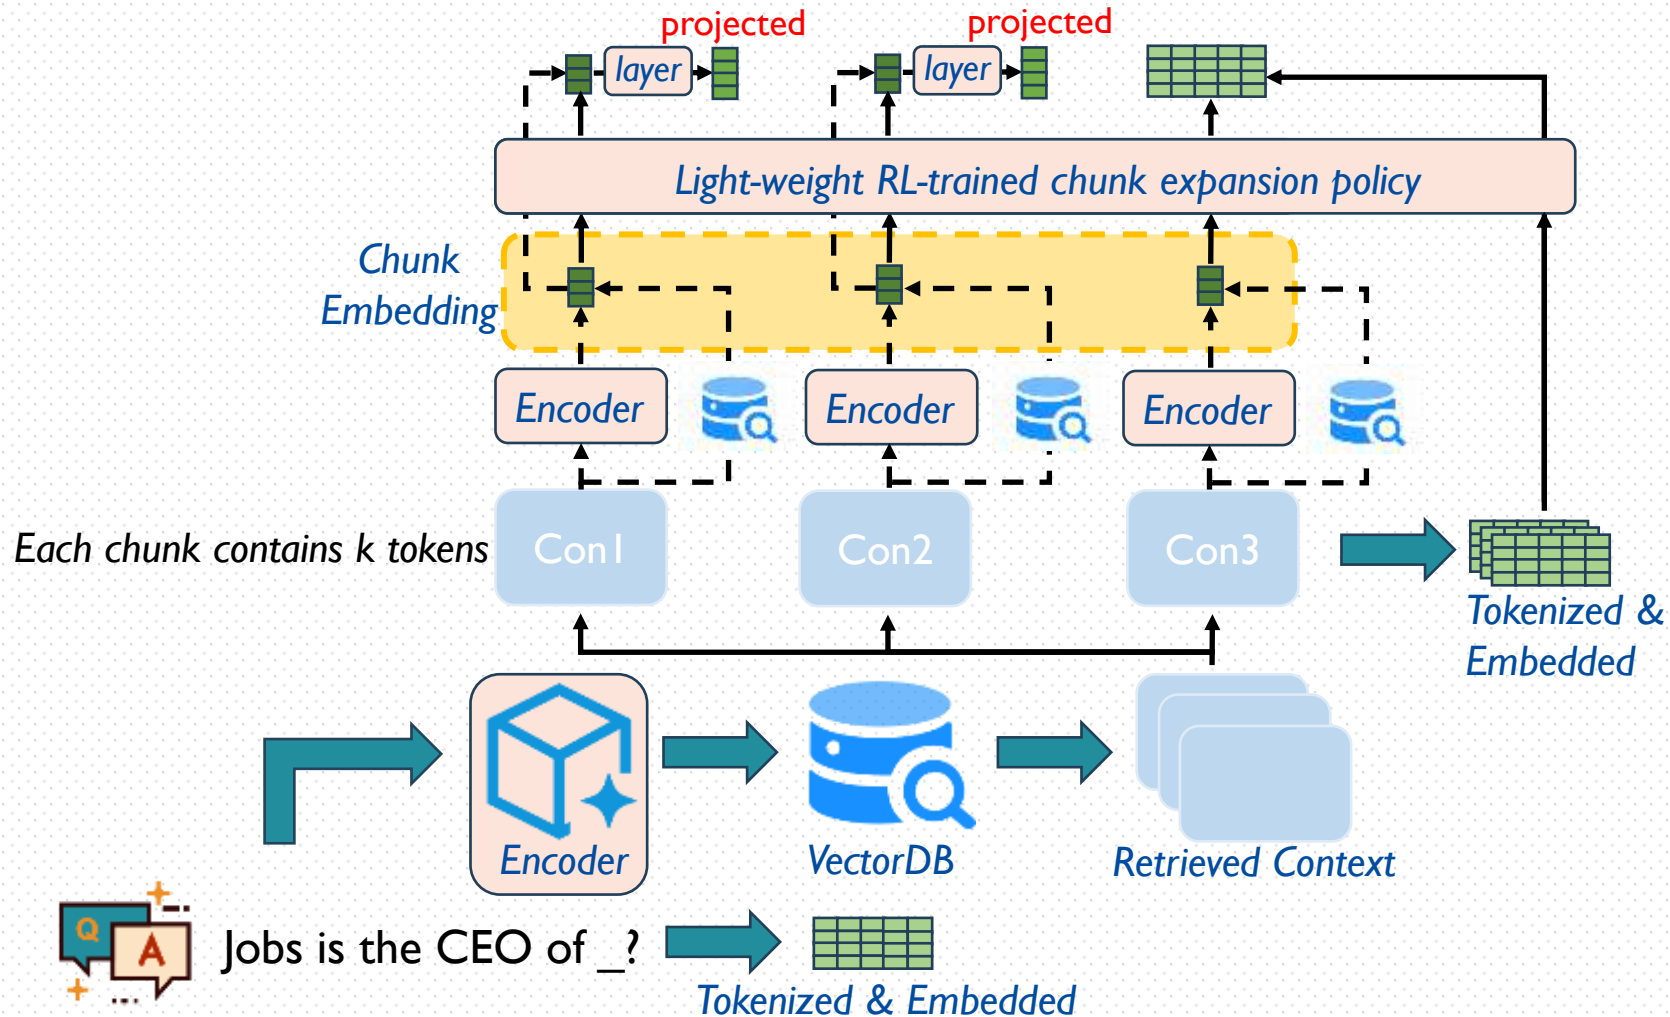 projected
projected
layer
layer
Light-weight RL-trained chunk expansion policy
Chunk
Embedding
Encoder
Encoder
Encoder
Each chunk contains k tokens
Con1
Con2
Con3
Tokenized &
Embedded
Encoder
VectorDB
Retrieved Context
Q
A
Jobs is the CEO of _?
Tokenized & Embedded